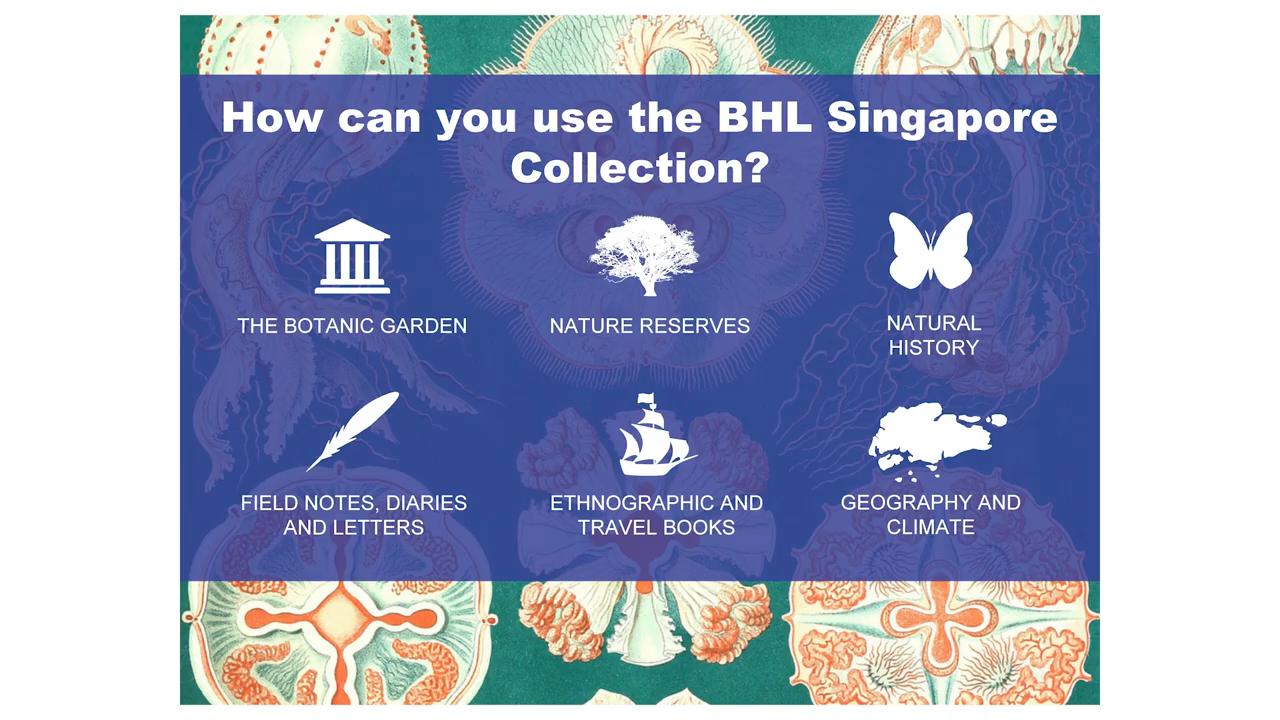 How can you use the BHL Singapore
Collection?
THE BOTANIC GARDEN
NATURE RESERVES
NATURAL
HISTORY
FIELD NOTES, DIARIES
AND LETTERS
ETHNOGRAPHIC AND
TRAVEL BOOKS
GEOGRAPHY AND
CLIMATE